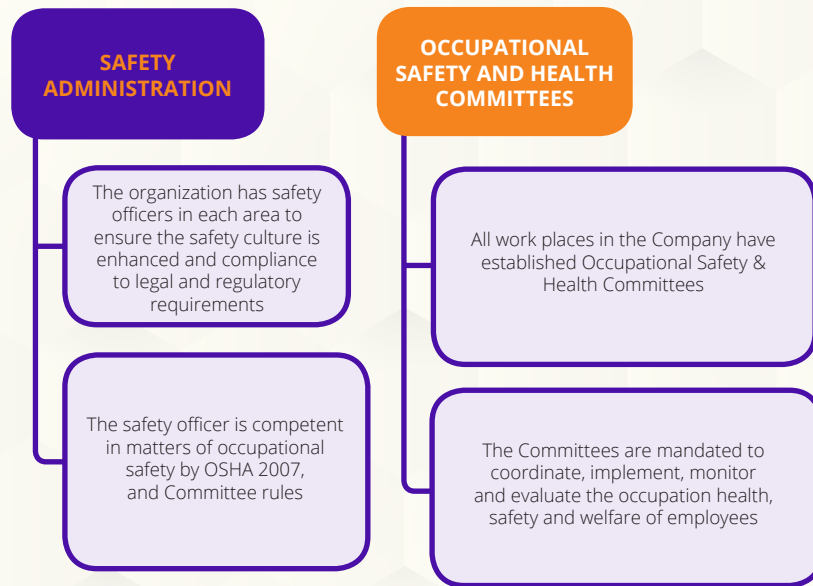 SAFETY
ADMINISTRATION
The organization has safety
officers in each area to
ensure the safety culture is
enhanced and compliance
to legal and regulatory
requirements
The safety officer is competent
in matters of occupational
safety by OSHA 2007,
and Committee rules
OCCUPATIONAL
SAFETY AND HEALTH
COMMITTEES
All work places in the Company have
established Occupational Safety &
Health Committees
The Committees are mandated to
coordinate, implement, monitor
and evaluate the occupation health,
safety and welfare of employees